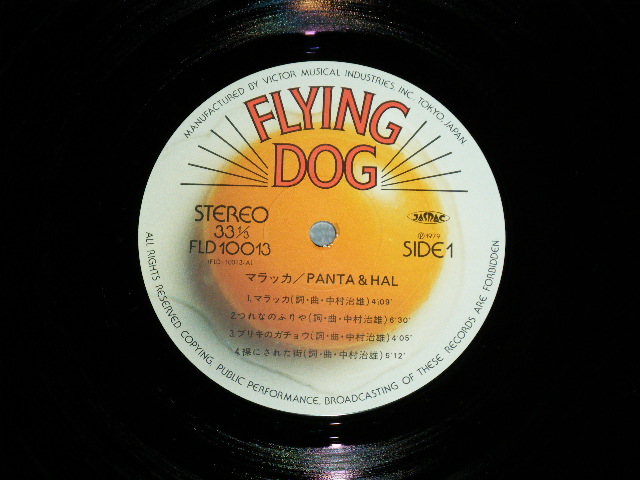 MANUFACTURED BY VICTOR MUSICAL INDUSTRIES, INC. TOKYO, JAPAN
FLYING
DOG
STEREO
33⅓
FLD 10013
(FLD-10013-A)
JASRAC
Ⓟ1979
SIDE 1
マラッカ/PANTA & HAL
1.マラッカ(詞・曲・中村治雄)4'09"
2.つれなのふりや(詞・曲・中村治雄)6'30"
3.ブリキのガチョウ(詞・曲・中村治雄)4'05"
4.裸にされた街(詞・曲・中村治雄)5'12"
ALL RIGHTS RESERVED. COPYING, PUBLIC PERFORMANCE, BROADCASTING OF THESE RECORDS ARE FORBIDDEN